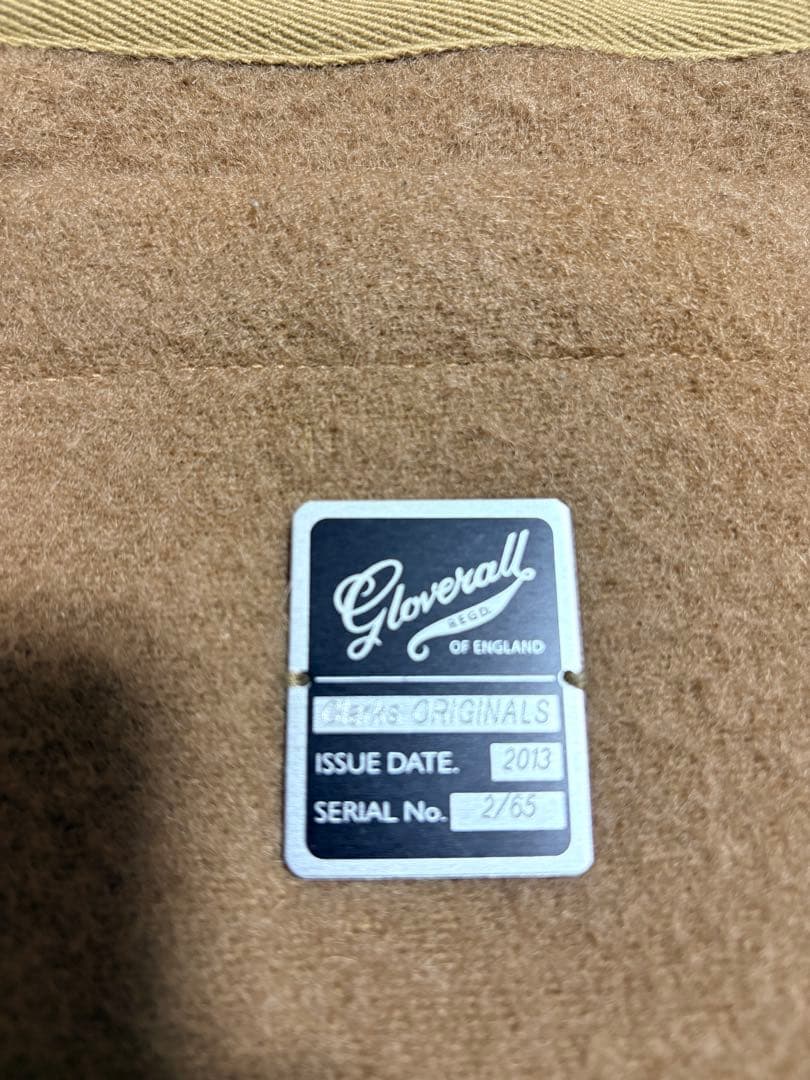 Gloverall
REGD.
OF ENGLAND
Clarks ORIGINALS
ISSUE DATE. 2013
SERIAL No. 2/65